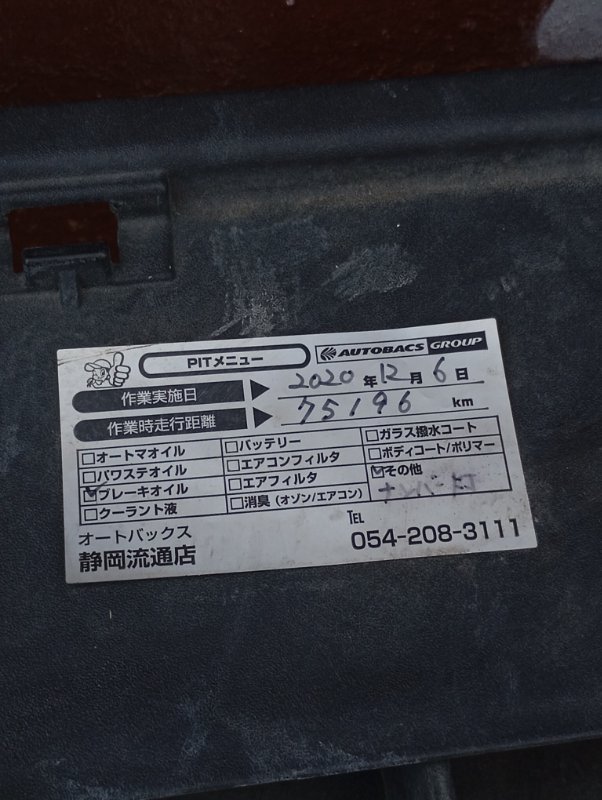 PITメニュー
AUTOBACS GROUP
作業実施日 2020 年 12 月 6 日
作業時走行距離 75196 km
□オートマオイル □バッテリー □ガラス撥水コート
□パワステオイル □エアコンフィルタ □ボディコート/ポリマー
☑ブレーキオイル □エアフィルタ ☑その他
□クーラント液 □消臭(オゾン/エアコン) ナンバー灯
オートバックス
静岡流通店
TEL
054-208-3111